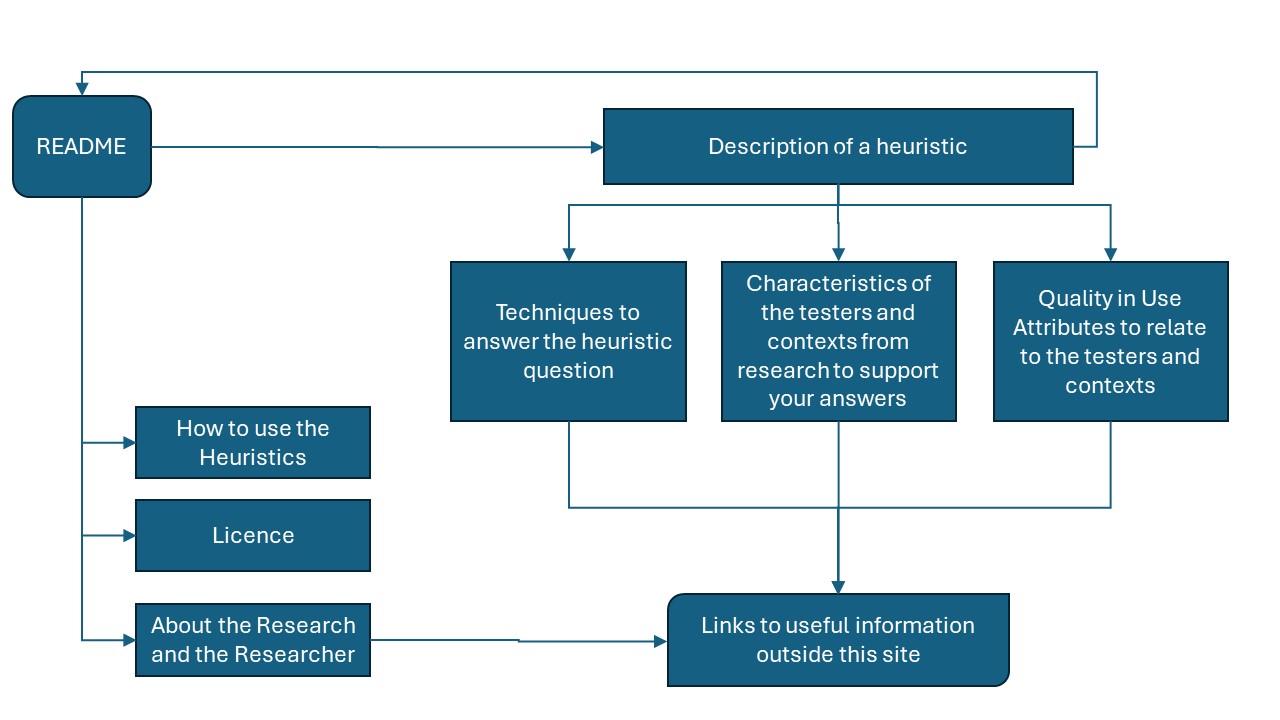 README
Description of a heuristic
Techniques to
answer the heuristic
question
Characteristics of
the testers and
contexts from
research to support
your answers
Quality in Use
Attributes to relate
to the testers and
contexts
How to use the
Heuristics
Licence
About the Research
and the Researcher
Links to useful information
outside this site